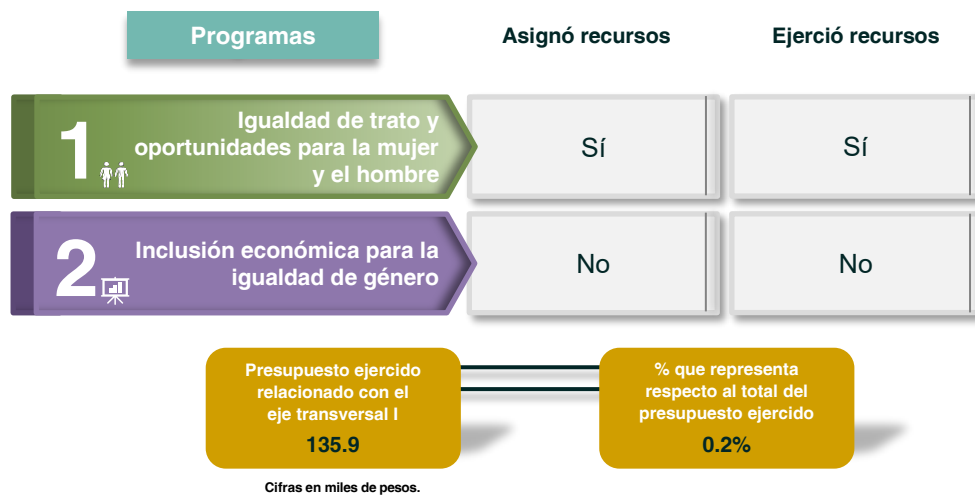 Programas
Asignó recursos
Ejerció recursos
1
Igualdad de trato y
oportunidades para la mujer
y el hombre
Sí
Sí
2
Inclusión económica para la
igualdad de género
No
No
Presupuesto ejercido
relacionado con el
eje transversal I
135.9
% que representa
respecto al total del
presupuesto ejercido
0.2%
Cifras en miles de pesos.